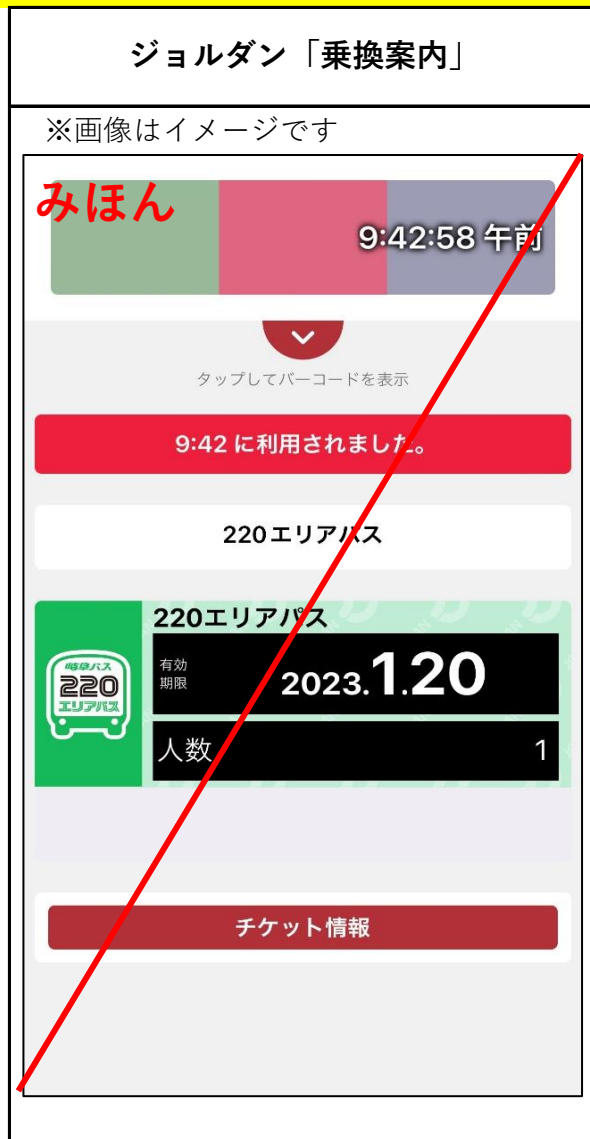 ジョルダン「乗換案内」
※画像はイメージです
みほん
9:42:58 午前
タップしてバーコードを表示
9:42 に利用されました。
220エリアパス
220エリアパス
岐阜バス
220
エリアパス
有効
期限
2023.1.20
人数
1
チケット情報